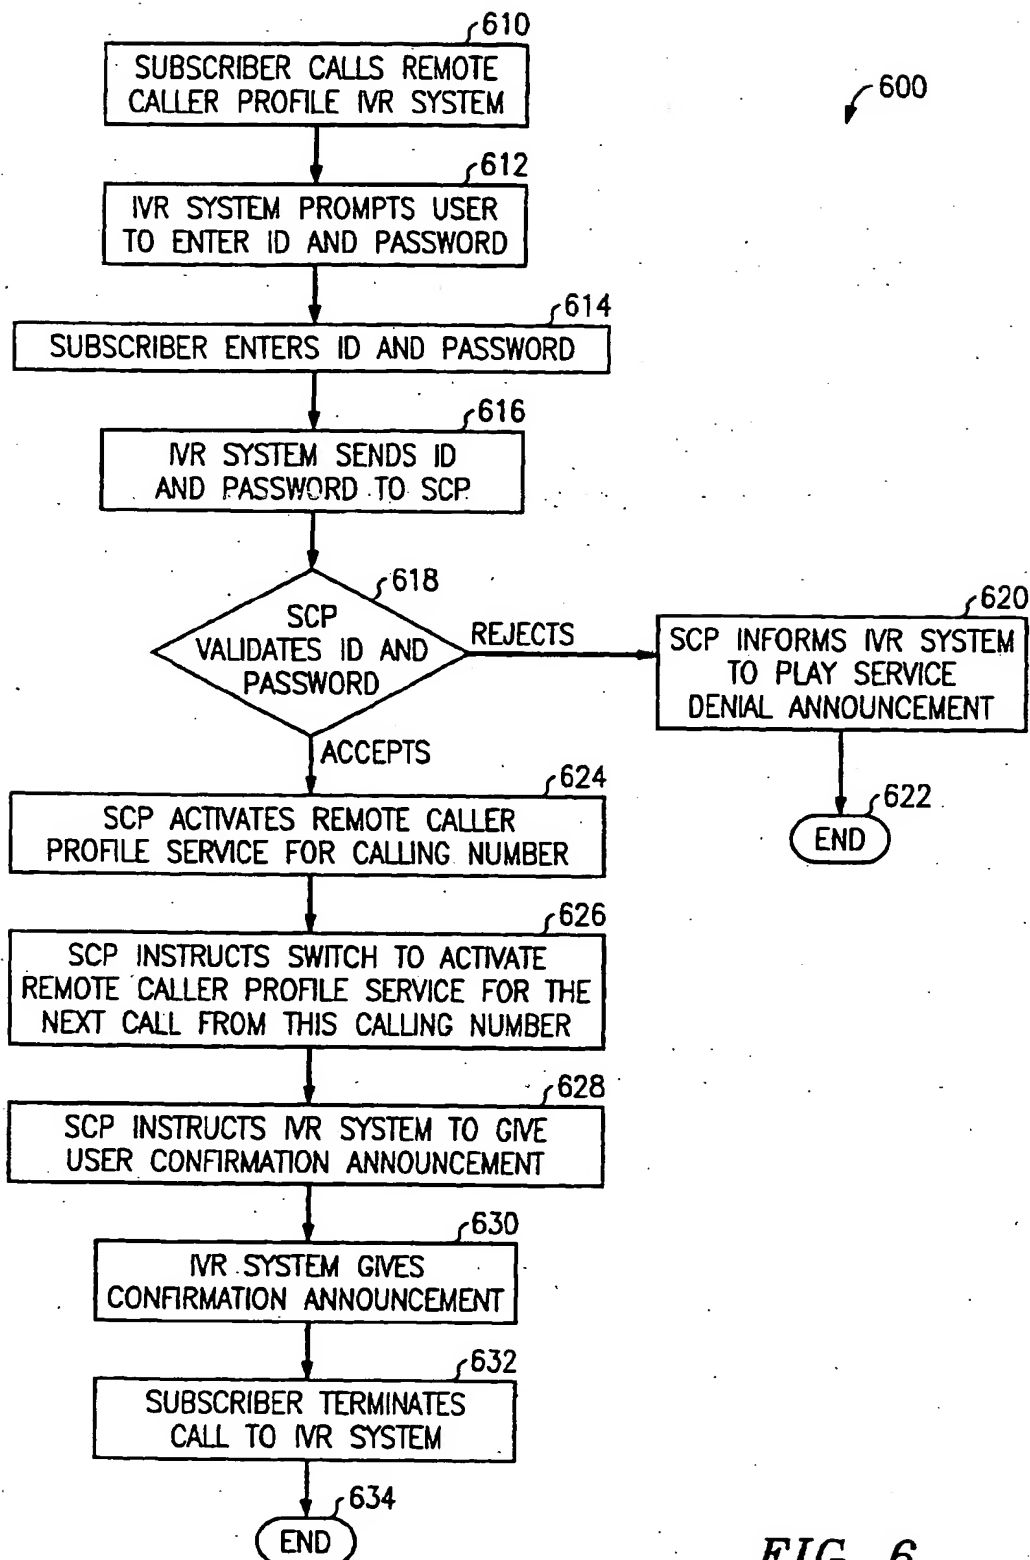 610
SUBSCRIBER CALLS REMOTE
CALLER PROFILE IVR SYSTEM
600
612
IVR SYSTEM PROMPTS USER
TO ENTER ID AND PASSWORD
614
SUBSCRIBER ENTERS ID AND PASSWORD
616
IVR SYSTEM SENDS ID
AND PASSWORD TO SCP
618
SCP
VALIDATES ID AND
PASSWORD
REJECTS
620
SCP INFORMS IVR SYSTEM
TO PLAY SERVICE
DENIAL ANNOUNCEMENT
622
END
ACCEPTS
624
SCP ACTIVATES REMOTE CALLER
PROFILE SERVICE FOR CALLING NUMBER
626
SCP INSTRUCTS SWITCH TO ACTIVATE
REMOTE CALLER PROFILE SERVICE FOR THE
NEXT CALL FROM THIS CALLING NUMBER
628
SCP INSTRUCTS IVR SYSTEM TO GIVE
USER CONFIRMATION ANNOUNCEMENT
630
IVR SYSTEM GIVES
CONFIRMATION ANNOUNCEMENT
632
SUBSCRIBER TERMINATES
CALL TO IVR SYSTEM
634
END
FIG. 6